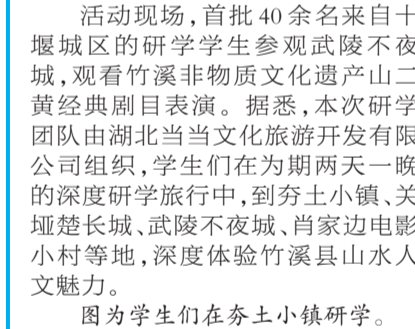 活动现场,首批40余名来自十
堰城区的研学学生参观武陵不夜
城,观看竹溪非物质文化遗产山二
黄经典剧目表演。据悉,本次研学
团队由湖北当当文化旅游开发有限
公司组织,学生们在为期两天一晚
的深度研学旅行中,到夯土小镇、关
垭楚长城、武陵不夜城、肖家边电影
小村等地,深度体验竹溪县山水人
文魅力。
图为学生们在夯土小镇研学。